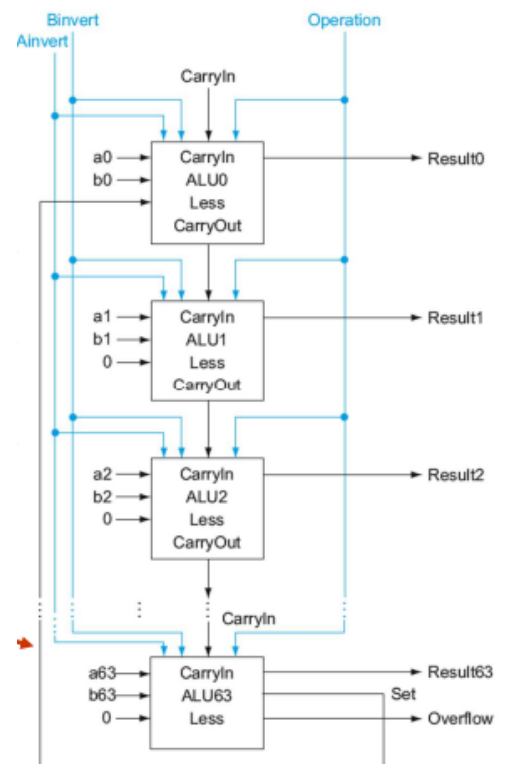 Binvert Operation
Ainvert
CarryIn
a0 CarryIn Result0
b0 ALU0
Less
CarryOut
a1 CarryIn Result1
b1 ALU1
0 Less
CarryOut
a2 CarryIn Result2
b2 ALU2
0 Less
CarryOut
CarryIn
a63 CarryIn Result63
b63 ALU63 Set
0 Less Overflow